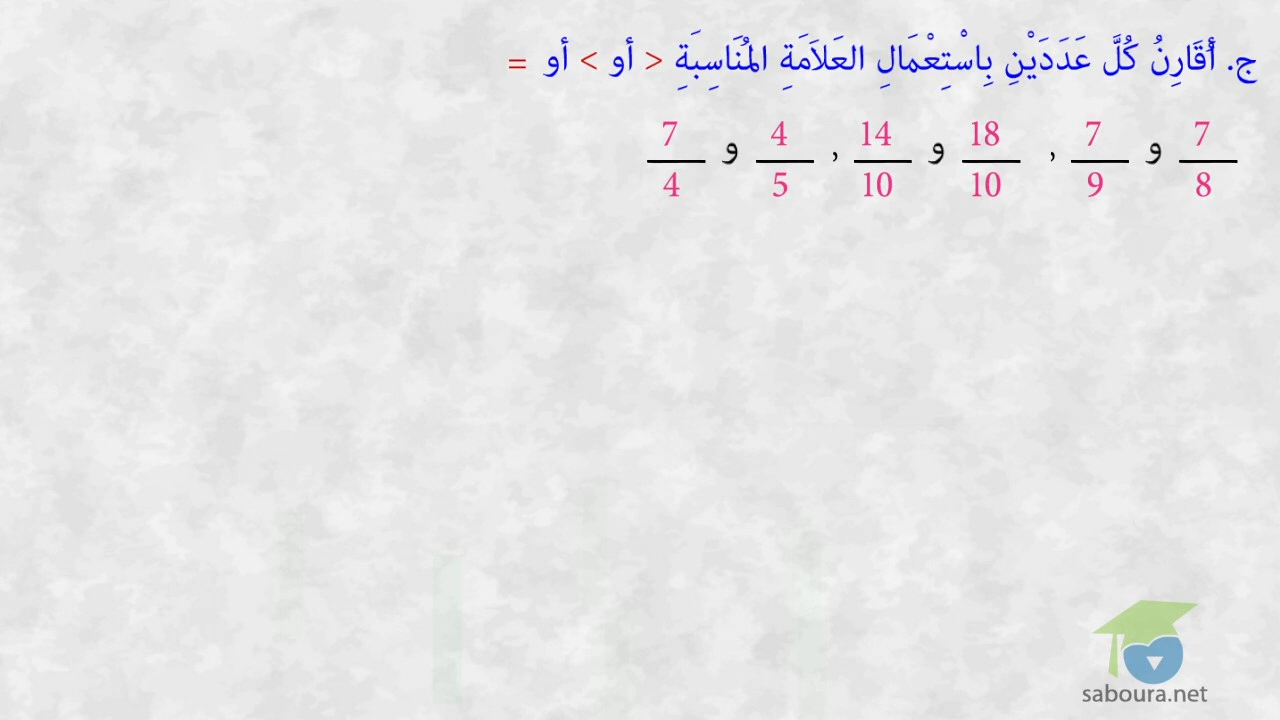 ج. أُقَارِنُ كُلَّ عَدَدَيْنِ بِاسْتِعْمَالِ العَلاَمَةِ المُنَاسِبَةِ < أو > أو =
7/8 و 7/9 , 18/10 و 14/10 , 4/5 و 7/4
saboura.net